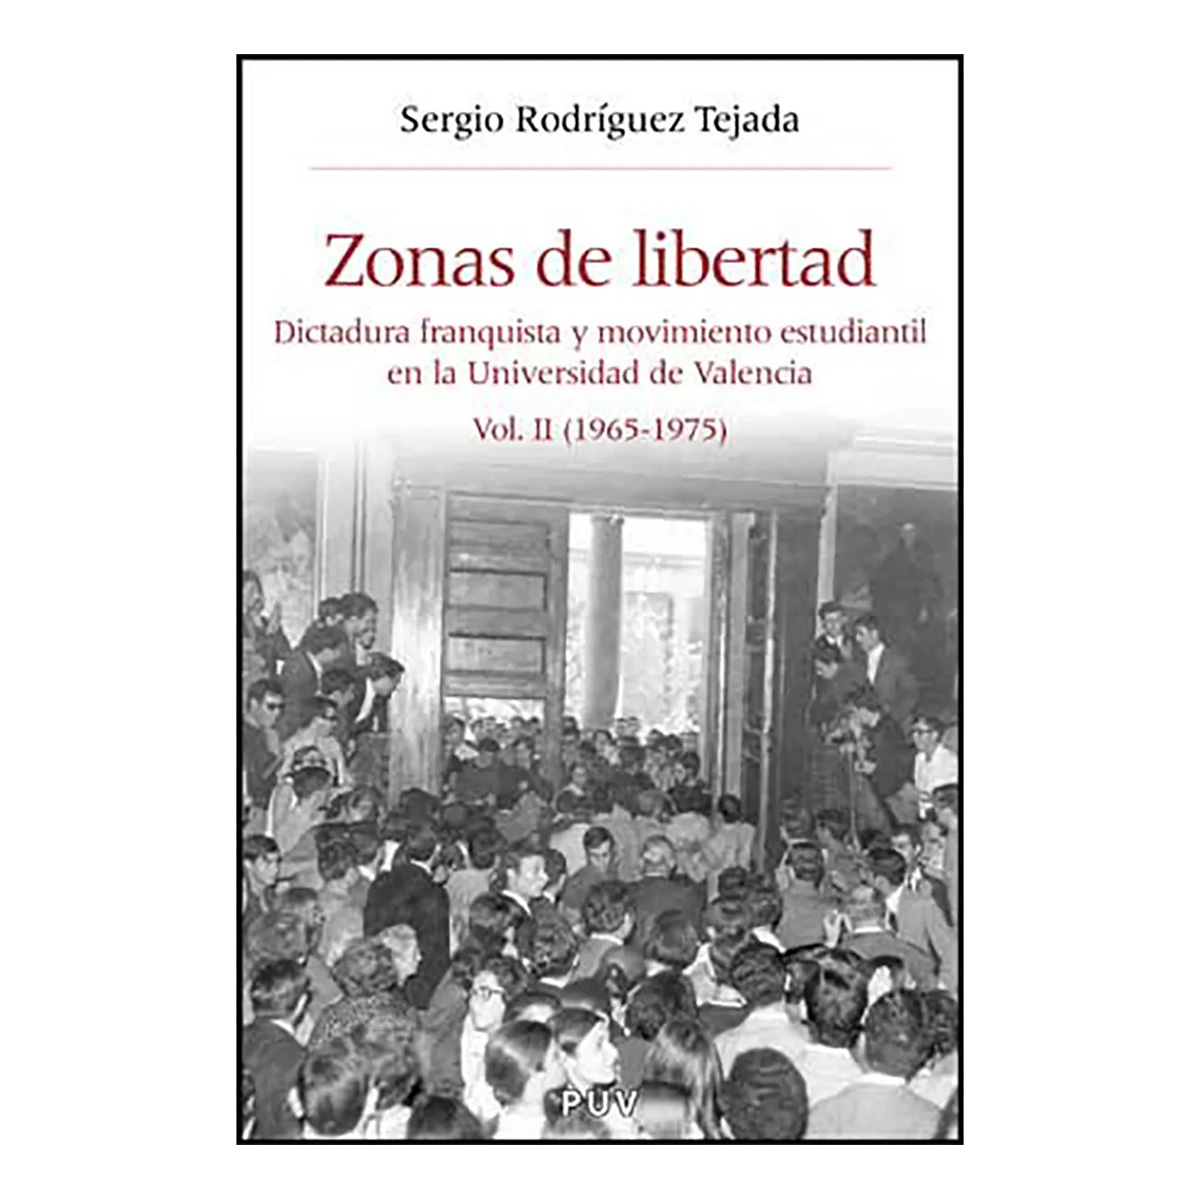 Sergio Rodríguez Tejada
Zonas de libertad
Dictadura franquista y movimiento estudiantil
en la Universidad de Valencia
Vol. II (1965-1975)
PUV